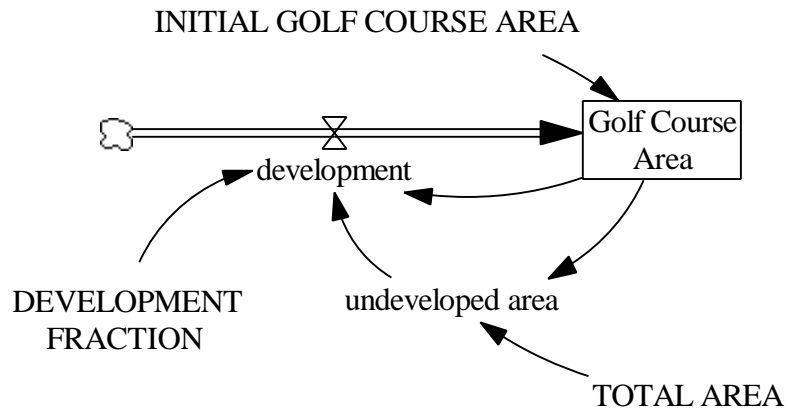 INITIAL GOLF COURSE AREA
Golf Course
Area
development
DEVELOPMENT
FRACTION
undeveloped area
TOTAL AREA